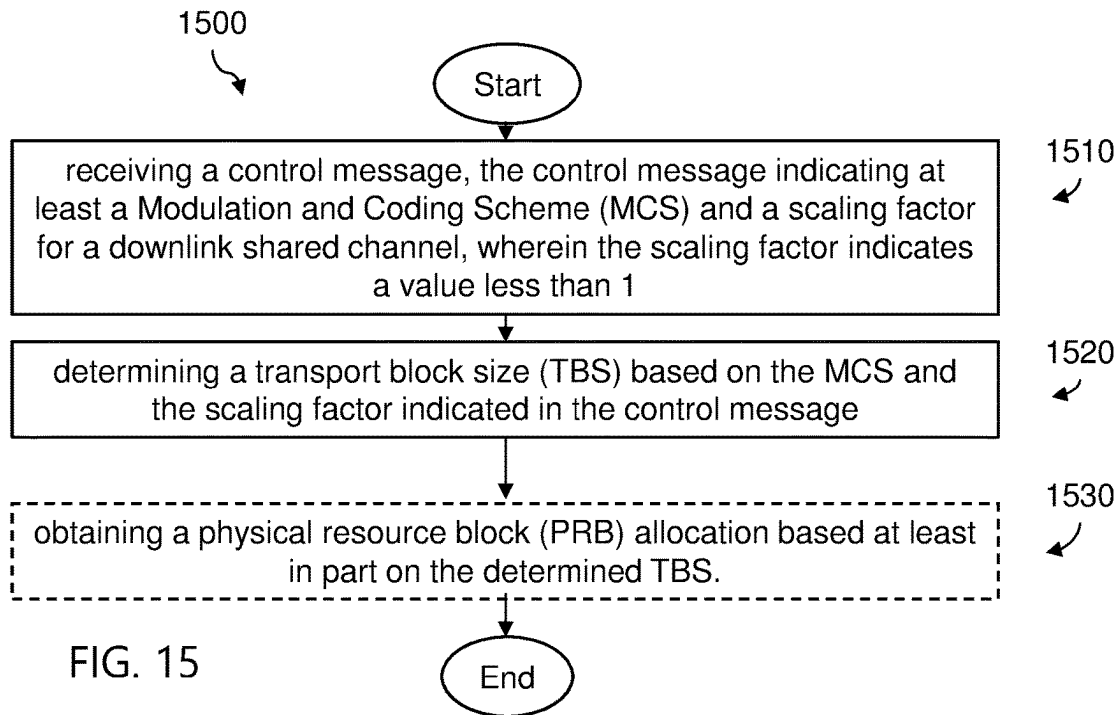 1500
Start
receiving a control message, the control message indicating at
least a Modulation and Coding Scheme (MCS) and a scaling factor
for a downlink shared channel, wherein the scaling factor indicates
a value less than 1
1510
determining a transport block size (TBS) based on the MCS and
the scaling factor indicated in the control message
1520
obtaining a physical resource block (PRB) allocation based at least
in part on the determined TBS.
1530
FIG. 15
End